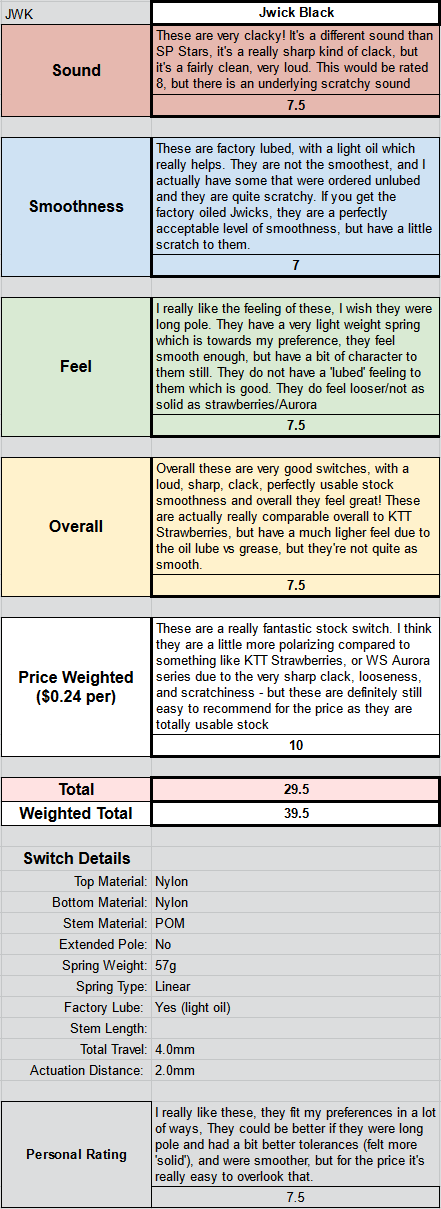 JWK
Jwick Black
Sound
These are very clacky! It's a different sound than
SP Stars, it's a really sharp kind of clack, but
it's a fairly clean, very loud. This would be rated
8, but there is an underlying scratchy sound
7.5
Smoothness
These are factory lubed, with a light oil which
really helps. They are not the smoothest, and I
actually have some that were ordered unlubed
and they are quite scratchy. If you get the
factory oiled Jwicks, they are a perfectly
acceptable level of smoothness, but have a little
scratch to them.
7
Feel
I really like the feeling of these, I wish they were
long pole. They have a very light weight spring
which is towards my preference, they feel
smooth enough, but have a bit of character to
them still. They do not have a 'lubed' feeling to
them which is good. They do feel looser/not as
solid as strawberries/Aurora
7.5
Overall
Overall these are very good switches, with a
loud, sharp, clack, perfectly usable stock
smoothness and overall they feel great! These
are actually really comparable overall to KTT
Strawberries, but have a much ligher feel due to
the oil lube vs grease, but they're not quite as
smooth.
7.5
Price Weighted
($0.24 per)
These are a really fantastic stock switch. I think
they are a little more polarizing compared to
something like KTT Strawberries, or WS Aurora
series due to the very sharp clack, looseness,
and scratchiness - but these are definitely still
easy to recommend for the price as they are
totally usable stock
10
Total
29.5
Weighted Total
39.5
Switch Details
Top Material: Nylon
Bottom Material: Nylon
Stem Material: POM
Extended Pole: No
Spring Weight: 57g
Spring Type: Linear
Factory Lube: Yes (light oil)
Stem Length:
Total Travel: 4.0mm
Actuation Distance: 2.0mm
Personal Rating
I really like these, they fit my preferences in a lot
of ways, They could be better if they were long
pole and had a bit better tolerances (felt more
'solid'), and were smoother, but for the price it's
really easy to overlook that.
7.5